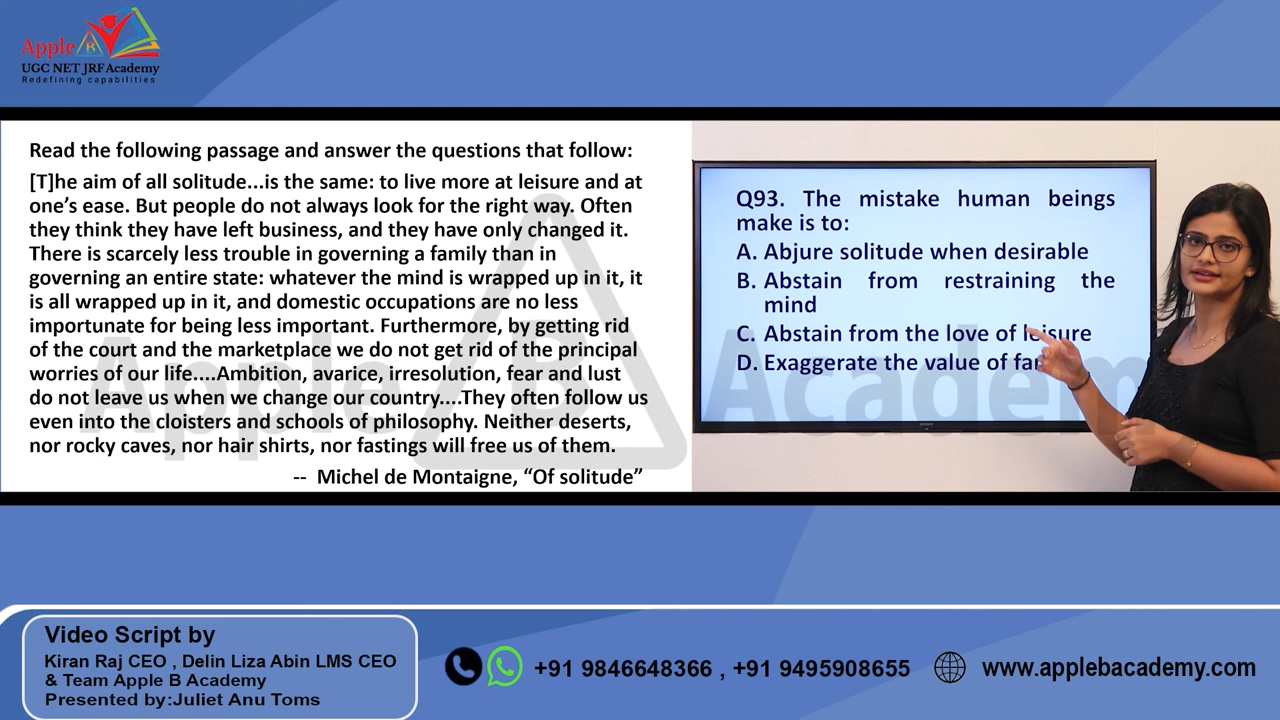 Apple B
UGC NET JRF Academy
Redefining capabilities
Read the following passage and answer the questions that follow:
[T]he aim of all solitude...is the same: to live more at leisure and at
one's ease. But people do not always look for the right way. Often
they think they have left business, and they have only changed it.
There is scarcely less trouble in governing a family than in
governing an entire state: whatever the mind is wrapped up in it, it
is all wrapped up in it, and domestic occupations are no less
importunate for being less important. Furthermore, by getting rid
of the court and the marketplace we do not get rid of the principal
worries of our life....Ambition, avarice, irresolution, fear and lust
do not leave us when we change our country....They often follow us
even into the cloisters and schools of philosophy. Neither deserts,
nor rocky caves, nor hair shirts, nor fastings will free us of them.
-- Michel de Montaigne, “Of solitude”
Q93. The mistake human beings
make is to:
A. Abjure solitude when desirable
B. Abstain from restraining the
mind
C. Abstain from the love of leisure
D. Exaggerate the value of
SONY
Apple B Academy
Video Script by
Kiran Raj CEO , Delin Liza Abin LMS CEO
& Team Apple B Academy
Presented by:Juliet Anu Toms
+91 9846648366 , +91 9495908655
www.applebacademy.com